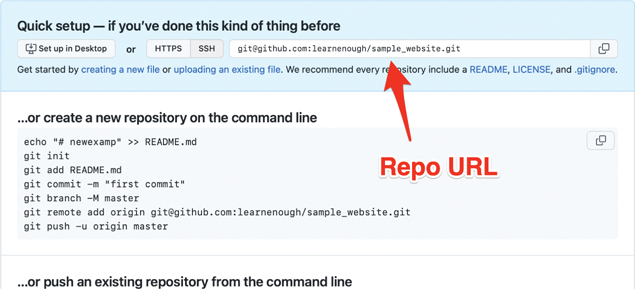 Quick setup — if you've done this kind of thing before
Set up in Desktop or HTTPS SSH git@github.com:learnenough/sample_website.git
Get started by creating a new file or uploading an existing file. We recommend every repository include a README, LICENSE, and .gitignore.
...or create a new repository on the command line
echo "# newexamp" >> README.md
git init
git add README.md
git commit -m "first commit"
git branch -M master
git remote add origin git@github.com:learnenough/sample_website.git
git push -u origin master
Repo URL
...or push an existing repository from the command line